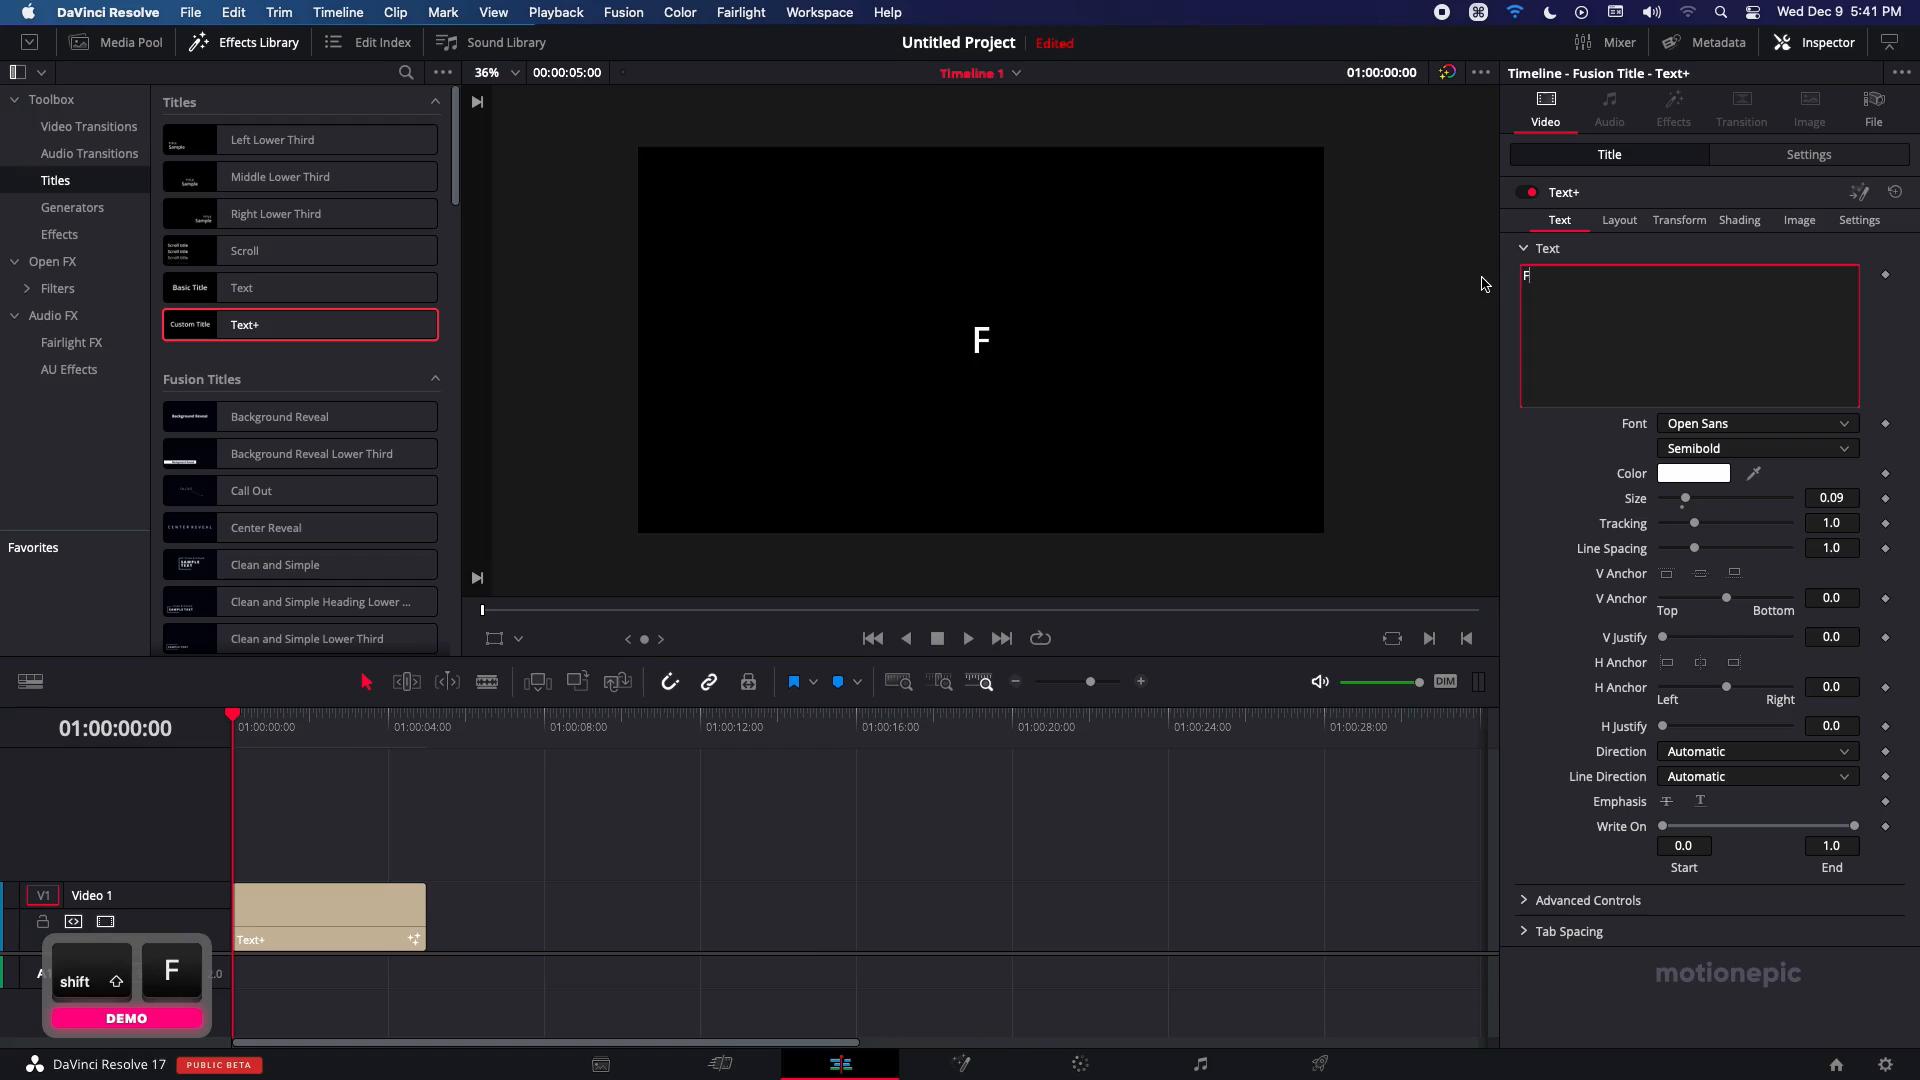 DaVinci Resolve File Edit Trim Timeline Clip Mark View Playback Fusion Color Fairlight Workspace Help Wed Dec 9 5:41 PM
Media Pool Effects Library Edit Index Sound Library Untitled Project Edited Mixer Metadata Inspector
36% 00:00:05:00 Timeline 1 01:00:00:00 Timeline - Fusion Title - Text+
Toolbox
Video Transitions
Audio Transitions
Titles
Generators
Effects
Open FX
Filters
Audio FX
Fairlight FX
AU Effects
Favorites
Titles
Left Lower Third
Middle Lower Third
Right Lower Third
Scroll
Basic Title Text
Custom Title Text+
Fusion Titles
Background Reveal Background Reveal
Background Reveal Lower Third
Call Out
CENTER REVEAL Center Reveal
SAMPLE TEXT Clean and Simple
Clean and Simple Heading Lower ...
Clean and Simple Lower Third
F
Video Audio Effects Transition Image File
Title Settings
Text+
Text Layout Transform Shading Image Settings
Text
F
Font Open Sans
Semibold
Color
Size 0.09
Tracking 1.0
Line Spacing 1.0
V Anchor
V Anchor 0.0
Top Bottom
V Justify 0.0
H Anchor
H Anchor 0.0
Left Right
H Justify 0.0
Direction Automatic
Line Direction Automatic
Emphasis T T
Write On
0.0 1.0
Start End
Advanced Controls
Tab Spacing
motionepic
DIM
01:00:00:00 01:00:00:00 01:00:04:00 01:00:08:00 01:00:12:00 01:00:16:00 01:00:20:00 01:00:24:00 01:00:28:00
V1 Video 1
Text+
2.0
shift F
DEMO
DaVinci Resolve 17 PUBLIC BETA